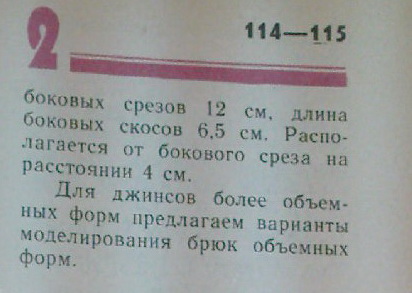 2
114—115
боковых срезов 12 см, длина
боковых скосов 6,5 см. Распо-
лагается от бокового среза на
расстоянии 4 см.
Для джинсов более объем-
ных форм предлагаем варианты
моделирования брюк объемных
форм.